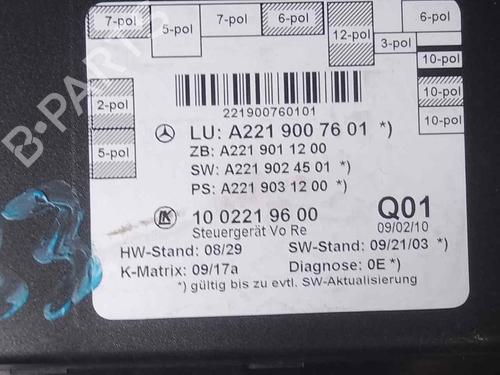 7-pol
5-pol
7-pol
6-pol
12-pol
3-pol
6-pol
10-pol
10-pol
10-pol
2-pol
5-pol
B-PARTS
221900760101
LU: A221 900 76 01 *)
ZB: A221 901 12 00
SW: A221 902 45 01 *)
PS: A221 903 12 00 *)
LK
10 0221 96 00
Q01
Steuergerät Vo Re
09/02/10
HW-Stand: 08/29
SW-Stand: 09/21/03 *)
K-Matrix: 09/17a
Diagnose: 0E *)
*) gültig bis zu evtl. SW-Aktualisierung